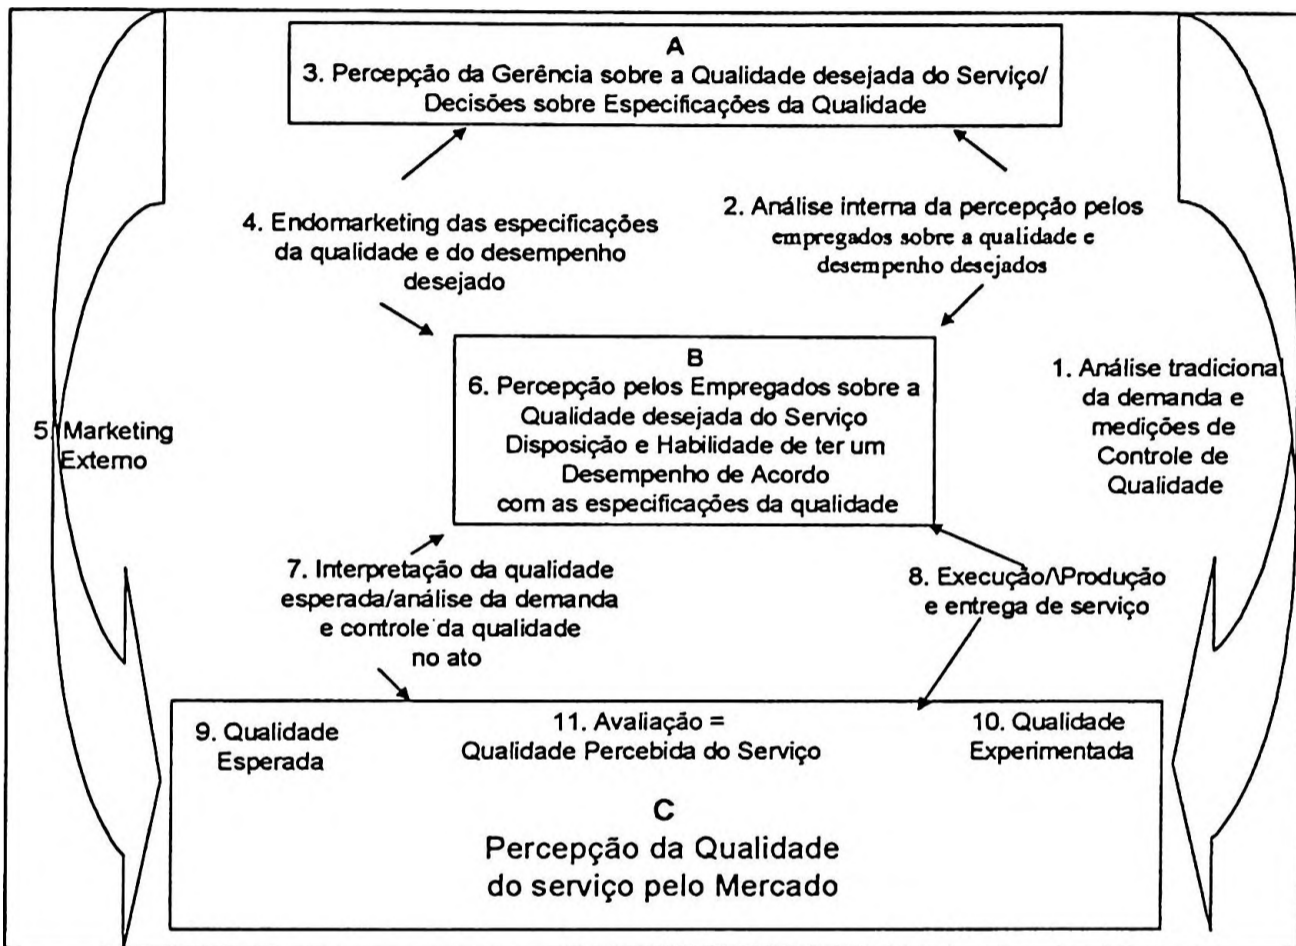 A
3. Percepção da Gerência sobre a Qualidade desejada do Serviço/
Decisões sobre Especificações da Qualidade
4. Endomarketing das especificações
da qualidade e do desempenho
desejado
2. Análise interna da percepção pelos
empregados sobre a qualidade e
desempenho desejados
B
6. Percepção pelos Empregados sobre a
Qualidade desejada do Serviço
Disposição e Habilidade de ter um
Desempenho de Acordo
com as especificações da qualidade
1. Análise tradicional
da demanda e
medições de
Controle de
Qualidade
5. Marketing
Externo
7. Interpretação da qualidade
esperada/análise da demanda
e controle da qualidade
no ato
8. Execução/\Produção
e entrega de serviço
9. Qualidade
Esperada
11. Avaliação =
Qualidade Percebida do Serviço
10. Qualidade
Experimentada
C
Percepção da Qualidade
do serviço pelo Mercado